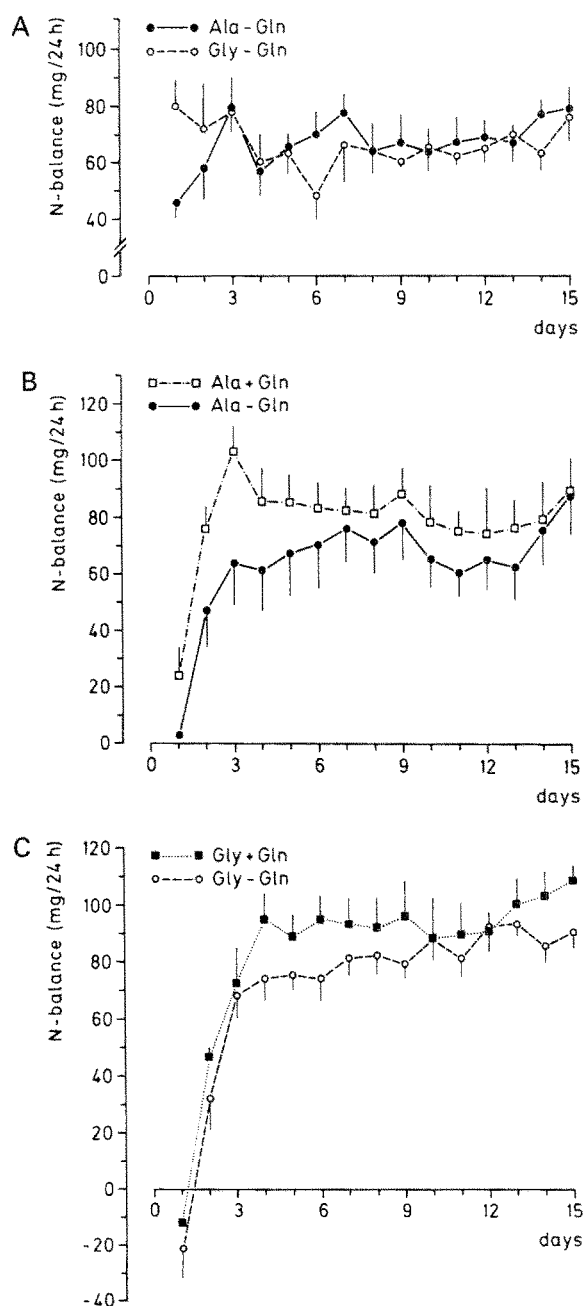 A
Ala - Gln
Gly - Gln
N-balance (mg/24 h)
100
80
60
40
0
0 3 6 9 12 15
days
B
Ala + Gln
Ala - Gln
N-balance (mg/24 h)
120
100
80
60
40
20
0
0 3 6 9 12 15
days
C
Gly + Gln
Gly - Gln
N-balance (mg/24 h)
120
100
80
60
40
20
0
-20
-40
0 3 6 9 12 15
days